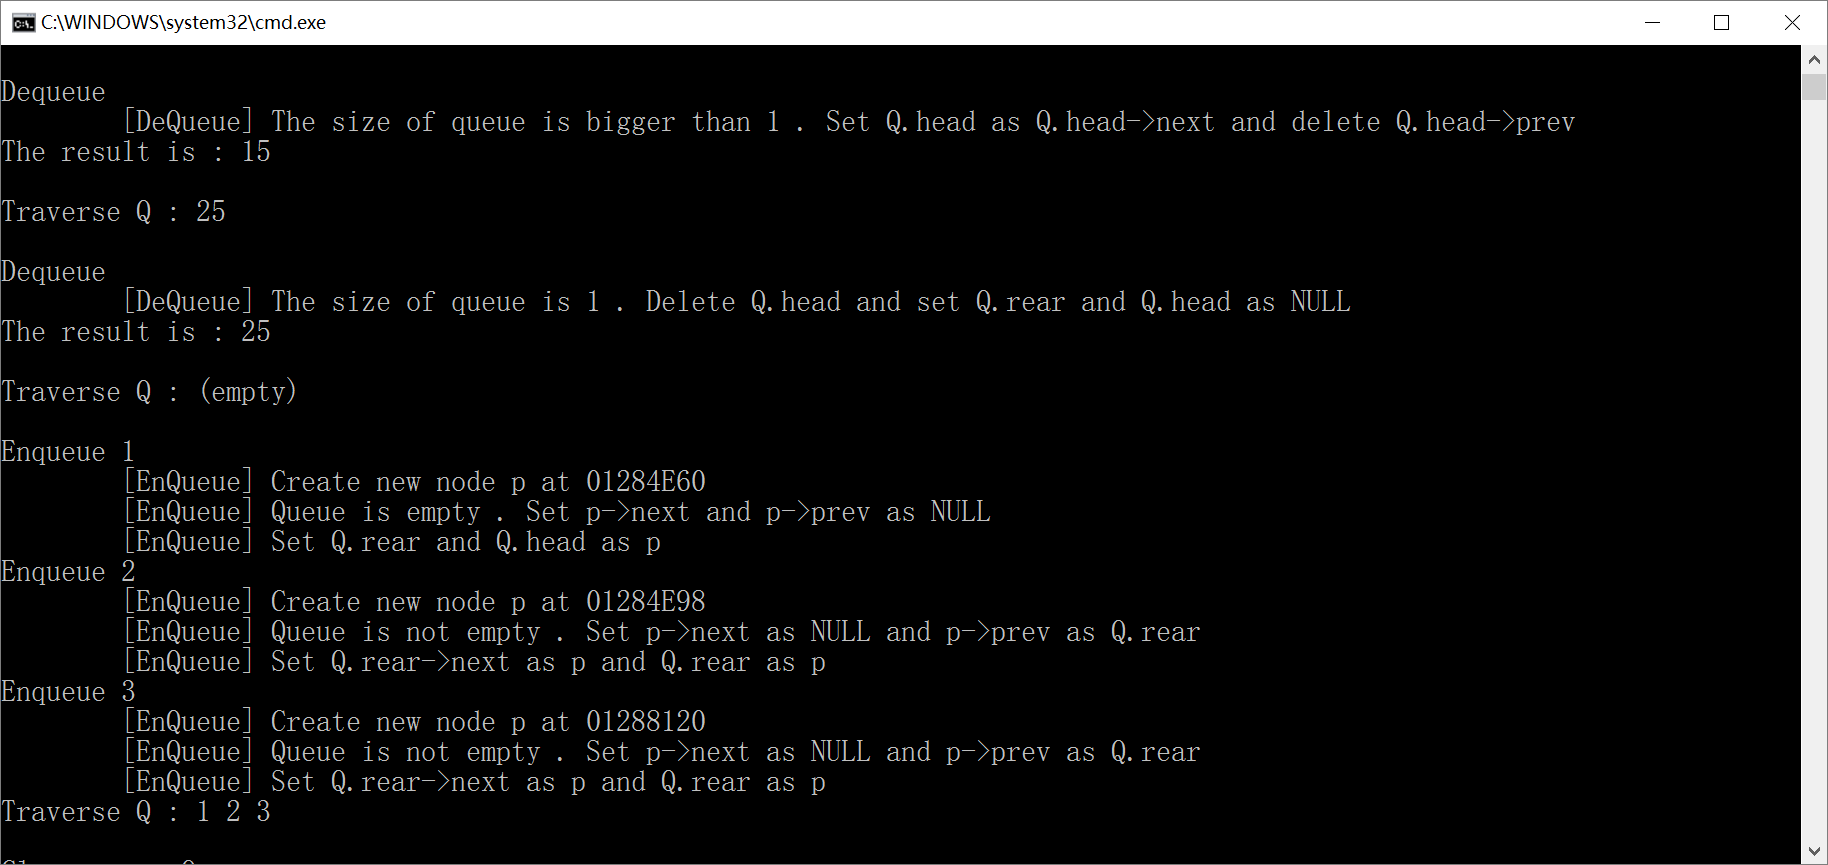 C:\WINDOWS\system32\cmd.exe
Dequeue
[DeQueue] The size of queue is bigger than 1 . Set Q.head as Q.head->next and delete Q.head->prev
The result is : 15
Traverse Q : 25
Dequeue
[DeQueue] The size of queue is 1 . Delete Q.head and set Q.rear and Q.head as NULL
The result is : 25
Traverse Q : (empty)
Enqueue 1
[EnQueue] Create new node p at 01284E60
[EnQueue] Queue is empty . Set p->next and p->prev as NULL
[EnQueue] Set Q.rear and Q.head as p
Enqueue 2
[EnQueue] Create new node p at 01284E98
[EnQueue] Queue is not empty . Set p->next as NULL and p->prev as Q.rear
[EnQueue] Set Q.rear->next as p and Q.rear as p
Enqueue 3
[EnQueue] Create new node p at 01288120
[EnQueue] Queue is not empty . Set p->next as NULL and p->prev as Q.rear
[EnQueue] Set Q.rear->next as p and Q.rear as p
Traverse Q : 1 2 3